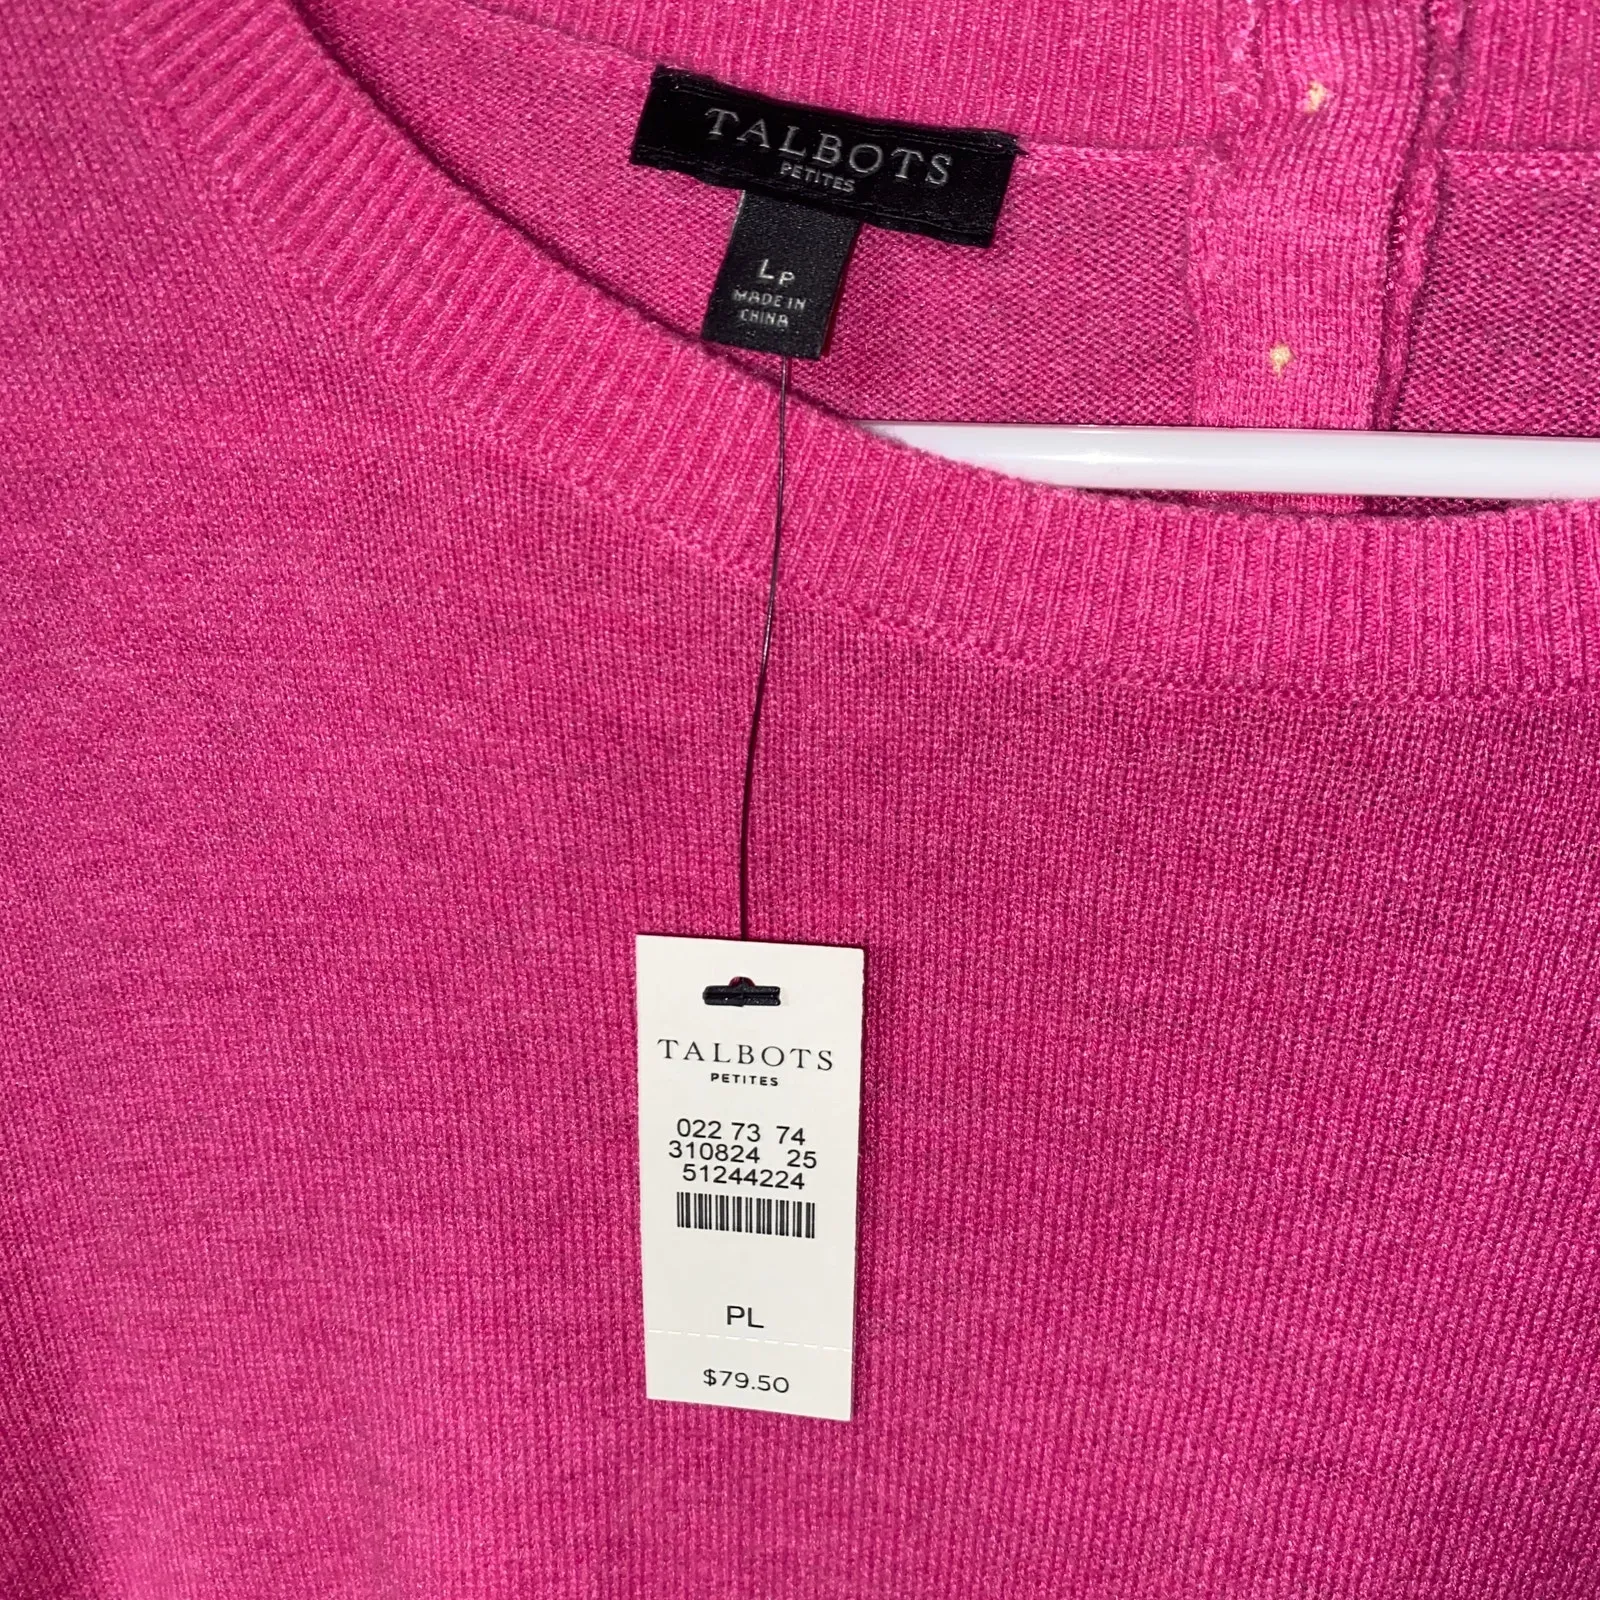 TALBOTS
PETITES
LP
MADE IN
CHINA
TALBOTS
PETITES
022 73 74
310824 25
51244224
PL
$79.50